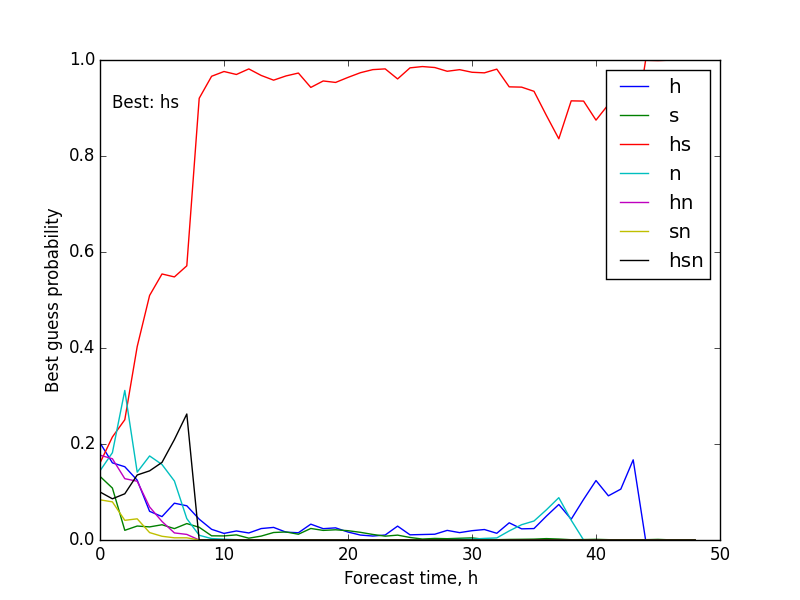 1.0
0.8
0.6
0.4
0.2
0.0
Best guess probability
Best: hs
h
s
hs
n
hn
sn
hsn
0 10 20 30 40 50
Forecast time, h